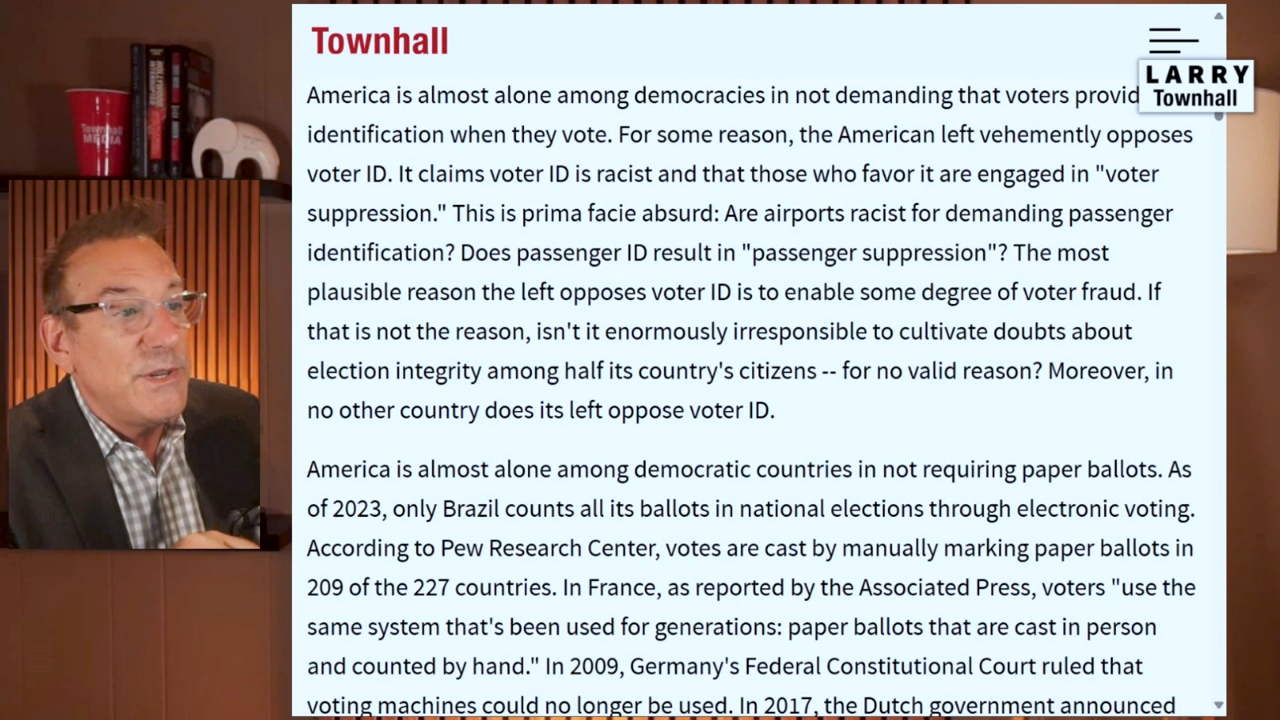 Townhall
LARRY
Townhall
America is almost alone among democracies in not demanding that voters provid
identification when they vote. For some reason, the American left vehemently opposes
voter ID. It claims voter ID is racist and that those who favor it are engaged in "voter
suppression." This is prima facie absurd: Are airports racist for demanding passenger
identification? Does passenger ID result in "passenger suppression"? The most
plausible reason the left opposes voter ID is to enable some degree of voter fraud. If
that is not the reason, isn't it enormously irresponsible to cultivate doubts about
election integrity among half its country's citizens -- for no valid reason? Moreover, in
no other country does its left oppose voter ID.
America is almost alone among democratic countries in not requiring paper ballots. As
of 2023, only Brazil counts all its ballots in national elections through electronic voting.
According to Pew Research Center, votes are cast by manually marking paper ballots in
209 of the 227 countries. In France, as reported by the Associated Press, voters "use the
same system that's been used for generations: paper ballots that are cast in person
and counted by hand." In 2009, Germany's Federal Constitutional Court ruled that
voting machines could no longer be used. In 2017, the Dutch government announced
Townhall
MEDIA